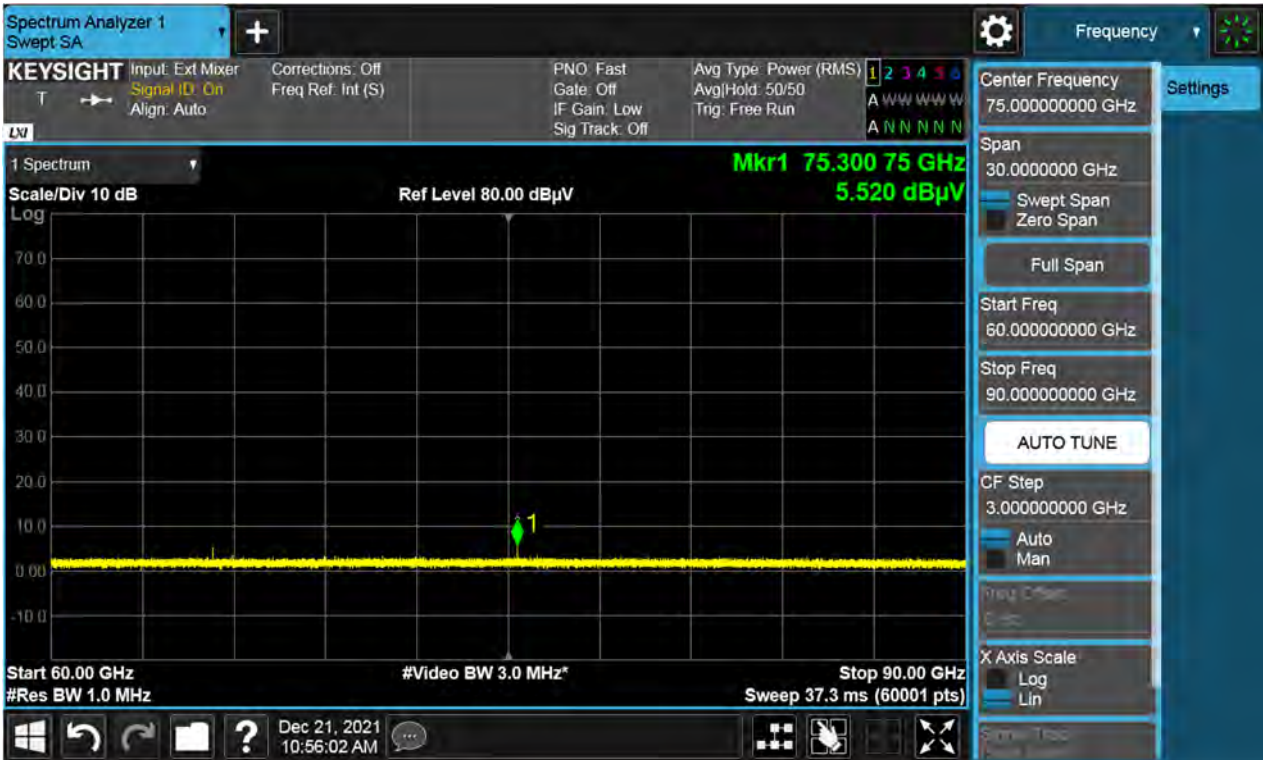 Spectrum Analyzer 1
Swept SA
+
Frequency
KEYSIGHT
T
LXI
Input: Ext Mixer
Signal ID: On
Align: Auto
Corrections: Off
Freq Ref: Int (S)
PNO: Fast
Gate: Off
IF Gain: Low
Sig Track: Off
Avg Type: Power (RMS)
Avg|Hold: 50/50
Trig: Free Run
1 2 3 4 5 6
A W W W W W
A N N N N N
1 Spectrum
Mkr1 75.300 75 GHz
Scale/Div 10 dB
Ref Level 80.00 dBµV
5.520 dBµV
Log
70.0
60.0
50.0
40.0
30.0
20.0
10.0
0.00
-10.0
1
Start 60.00 GHz
#Video BW 3.0 MHz*
Stop 90.00 GHz
#Res BW 1.0 MHz
Sweep 37.3 ms (60001 pts)
?
Dec 21, 2021
10:56:02 AM
Center Frequency
75.000000000 GHz
Settings
Span
30.0000000 GHz
Swept Span
Zero Span
Full Span
Start Freq
60.000000000 GHz
Stop Freq
90.000000000 GHz
AUTO TUNE
CF Step
3.000000000 GHz
Auto
Man
Freq Offset
X Axis Scale
Log
Lin